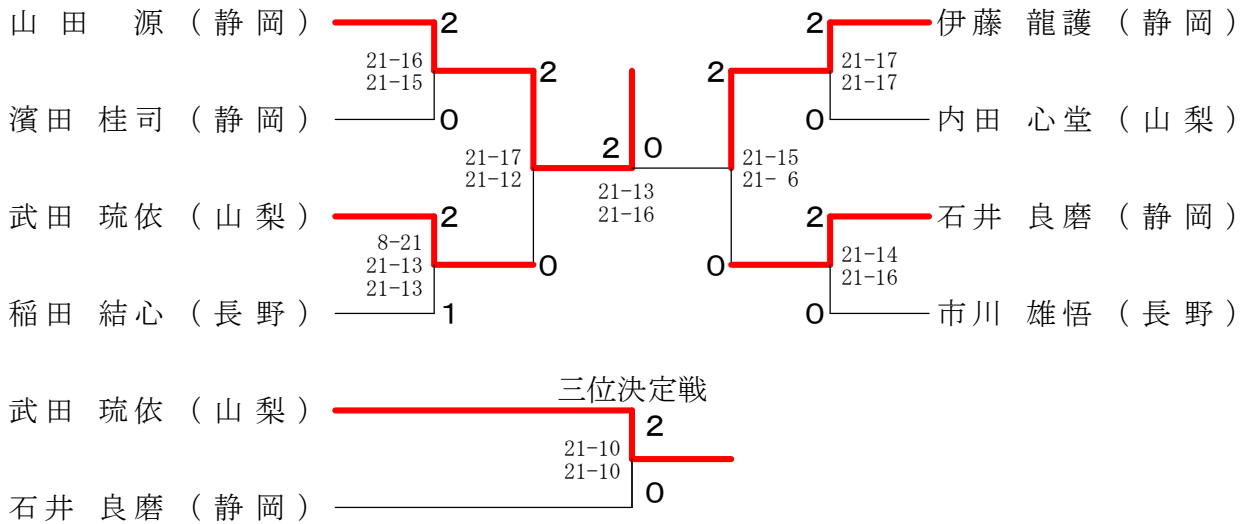 山田 源 (静岡)
2
2
伊藤 龍護 (静岡)
21-16
21-15
2
2
21-17
21-17
濱田 桂司 (静岡)
0
0
内田 心堂 (山梨)
21-17
21-12
2 0
21-15
21- 6
21-13
21-16
武田 琉依 (山梨)
2
2
石井 良磨 (静岡)
8-21
21-13
21-13
0
0
21-14
21-16
稲田 結心 (長野)
1
0
市川 雄悟 (長野)
三位決定戦
武田 琉依 (山梨)
2
21-10
21-10
石井 良磨 (静岡)
0